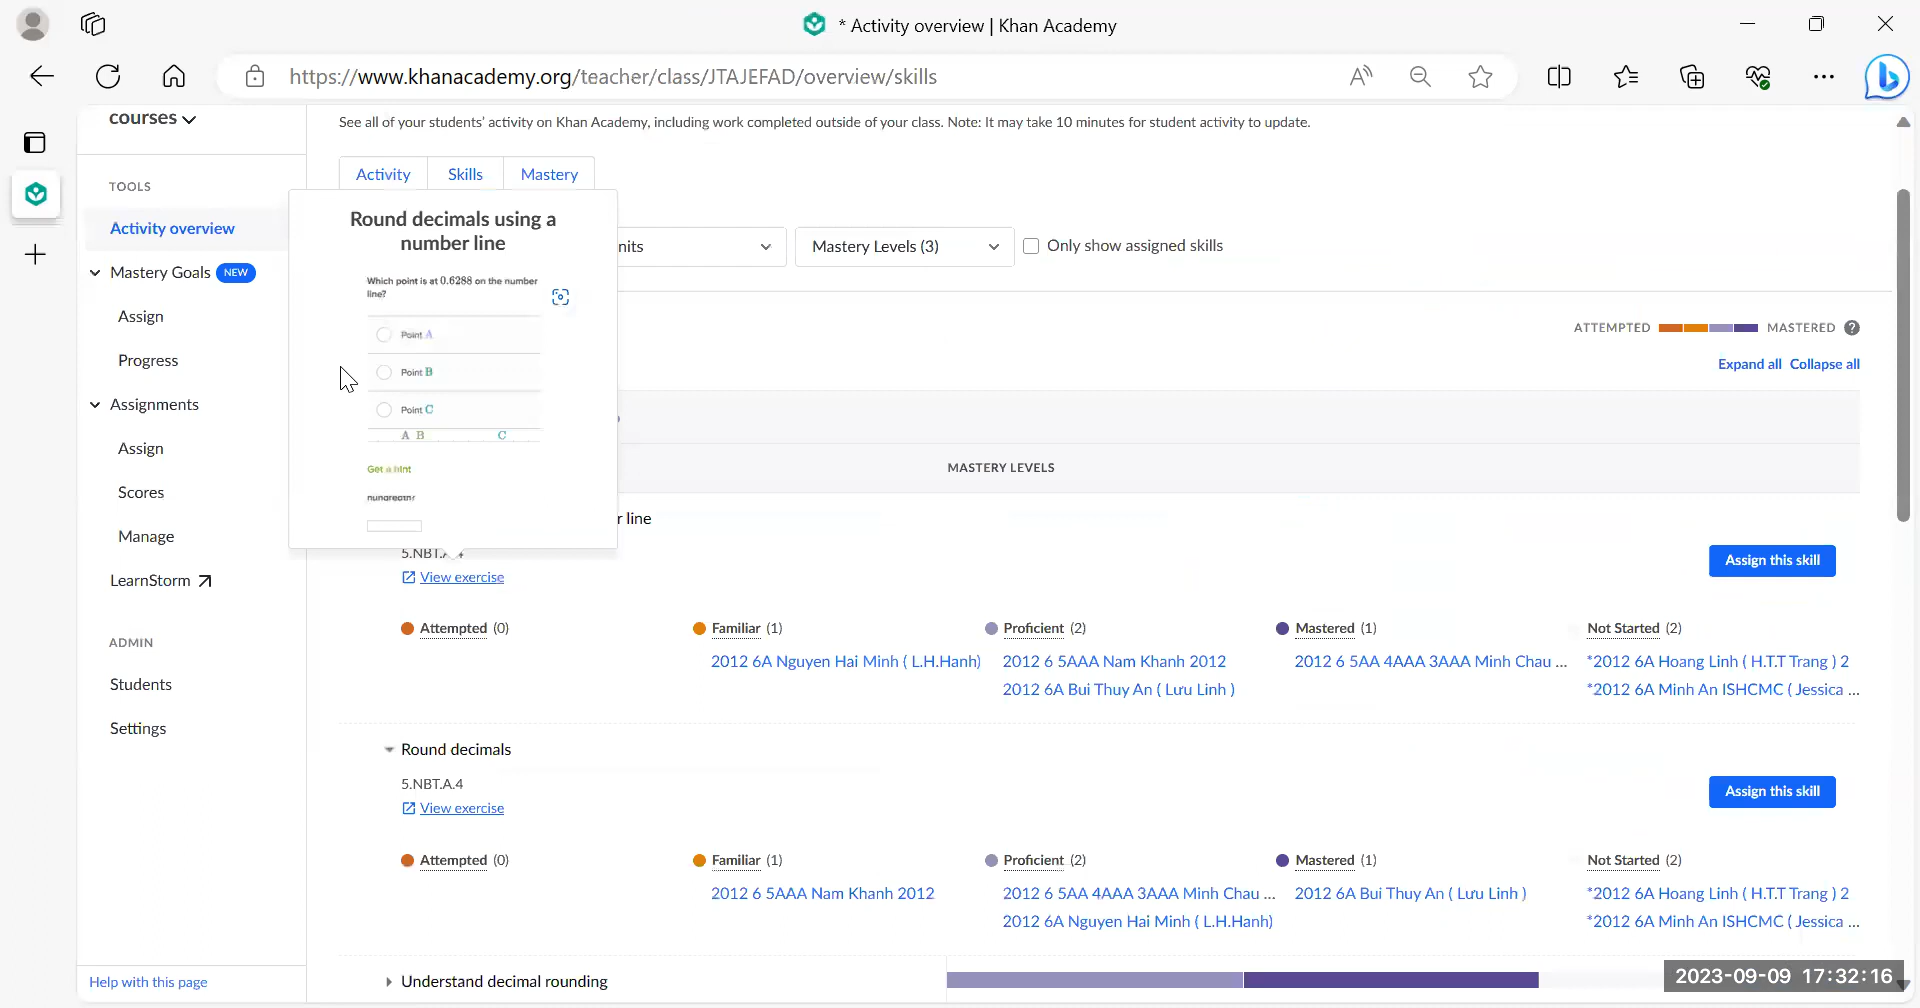 * Activity overview | Khan Academy
https://www.khanacademy.org/teacher/class/JTAJEFAD/overview/skills
courses
TOOLS
Activity overview
Mastery Goals NEW
Assign
Progress
Assignments
Assign
Scores
Manage
LearnStorm
ADMIN
Students
Settings
Help with this page
See all of your students' activity on Khan Academy, including work completed outside of your class. Note: It may take 10 minutes for student activity to update.
Activity Skills Mastery
nits Mastery Levels (3) Only show assigned skills
Round decimals using a
number line
Which point is at 0.6288 on the number
line?
Point A
Point B
Point C
A B C
Get a hint
ATTEMPTED MASTERED
Expand all Collapse all
MASTERY LEVELS
r line
5.NBT.A.4
View exercise
Assign this skill
Attempted (0) Familiar (1) Proficient (2) Mastered (1) Not Started (2)
2012 6A Nguyen Hai Minh ( L.H.Hanh) 2012 6 5AAA Nam Khanh 2012 2012 6 5AA 4AAA 3AAA Minh Chau ... *2012 6A Hoang Linh ( H.T.T Trang ) 2
2012 6A Bui Thuy An ( Lưu Linh ) *2012 6A Minh An ISHCMC ( Jessica ...
Round decimals
5.NBT.A.4
View exercise
Assign this skill
Attempted (0) Familiar (1) Proficient (2) Mastered (1) Not Started (2)
2012 6 5AAA Nam Khanh 2012 2012 6 5AA 4AAA 3AAA Minh Chau ... 2012 6A Bui Thuy An ( Lưu Linh ) *2012 6A Hoang Linh ( H.T.T Trang ) 2
2012 6A Nguyen Hai Minh ( L.H.Hanh) *2012 6A Minh An ISHCMC ( Jessica ...
Understand decimal rounding
2023-09-09 17:32:16